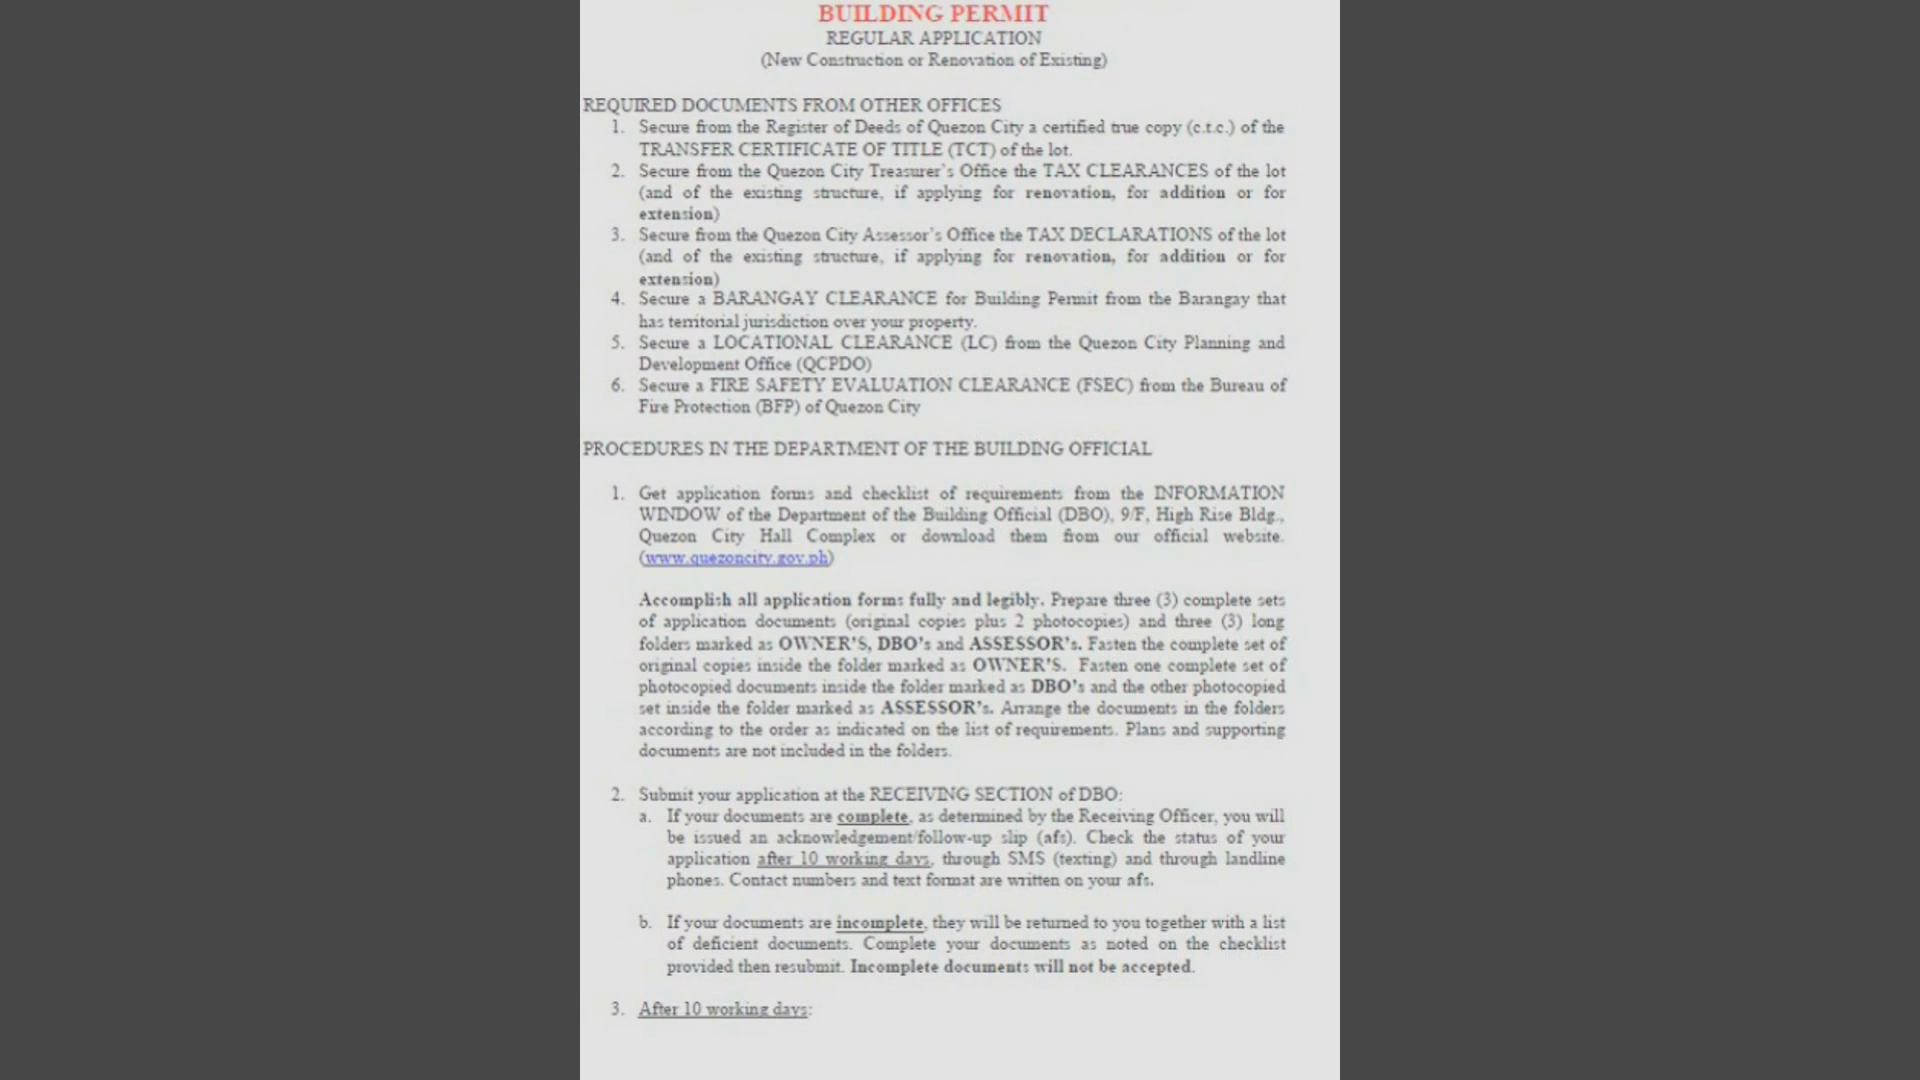 BUILDING PERMIT
REGULAR APPLICATION
(New Construction or Renovation of Existing)
REQUIRED DOCUMENTS FROM OTHER OFFICES
1. Secure from the Register of Deeds of Quezon City a certified true copy (c.t.c.) of the
TRANSFER CERTIFICATE OF TITLE (TCT) of the lot.
2. Secure from the Quezon City Treasurer's Office the TAX CLEARANCES of the lot
(and of the existing structure, if applying for renovation, for addition or for
extension)
3. Secure from the Quezon City Assessor's Office the TAX DECLARATIONS of the lot
(and of the existing structure, if applying for renovation, for addition or for
extension)
4. Secure a BARANGAY CLEARANCE for Building Permit from the Barangay that
has territorial jurisdiction over your property.
5. Secure a LOCATIONAL CLEARANCE (LC) from the Quezon City Planning and
Development Office (QCPDO)
6. Secure a FIRE SAFETY EVALUATION CLEARANCE (FSEC) from the Bureau of
Fire Protection (BFP) of Quezon City
PROCEDURES IN THE DEPARTMENT OF THE BUILDING OFFICIAL
1. Get application forms and checklist of requirements from the INFORMATION
WINDOW of the Department of the Building Official (DBO), 9/F, High Rise Bldg.,
Quezon City Hall Complex or download them from our official website.
(www.quezoncity.gov.ph)
Accomplish all application forms fully and legibly. Prepare three (3) complete sets
of application documents (original copies plus 2 photocopies) and three (3) long
folders marked as OWNER'S, DBO's and ASSESSOR's. Fasten the complete set of
original copies inside the folder marked as OWNER'S. Fasten one complete set of
photocopied documents inside the folder marked as DBO's and the other photocopied
set inside the folder marked as ASSESSOR's. Arrange the documents in the folders
according to the order as indicated on the list of requirements. Plans and supporting
documents are not included in the folders.
2. Submit your application at the RECEIVING SECTION of DBO:
a. If your documents are complete, as determined by the Receiving Officer, you will
be issued an acknowledgement/follow-up slip (afs). Check the status of your
application after 10 working days, through SMS (texting) and through landline
phones. Contact numbers and text format are written on your afs.
b. If your documents are incomplete, they will be returned to you together with a list
of deficient documents. Complete your documents as noted on the checklist
provided then resubmit. Incomplete documents will not be accepted.
3. After 10 working days: